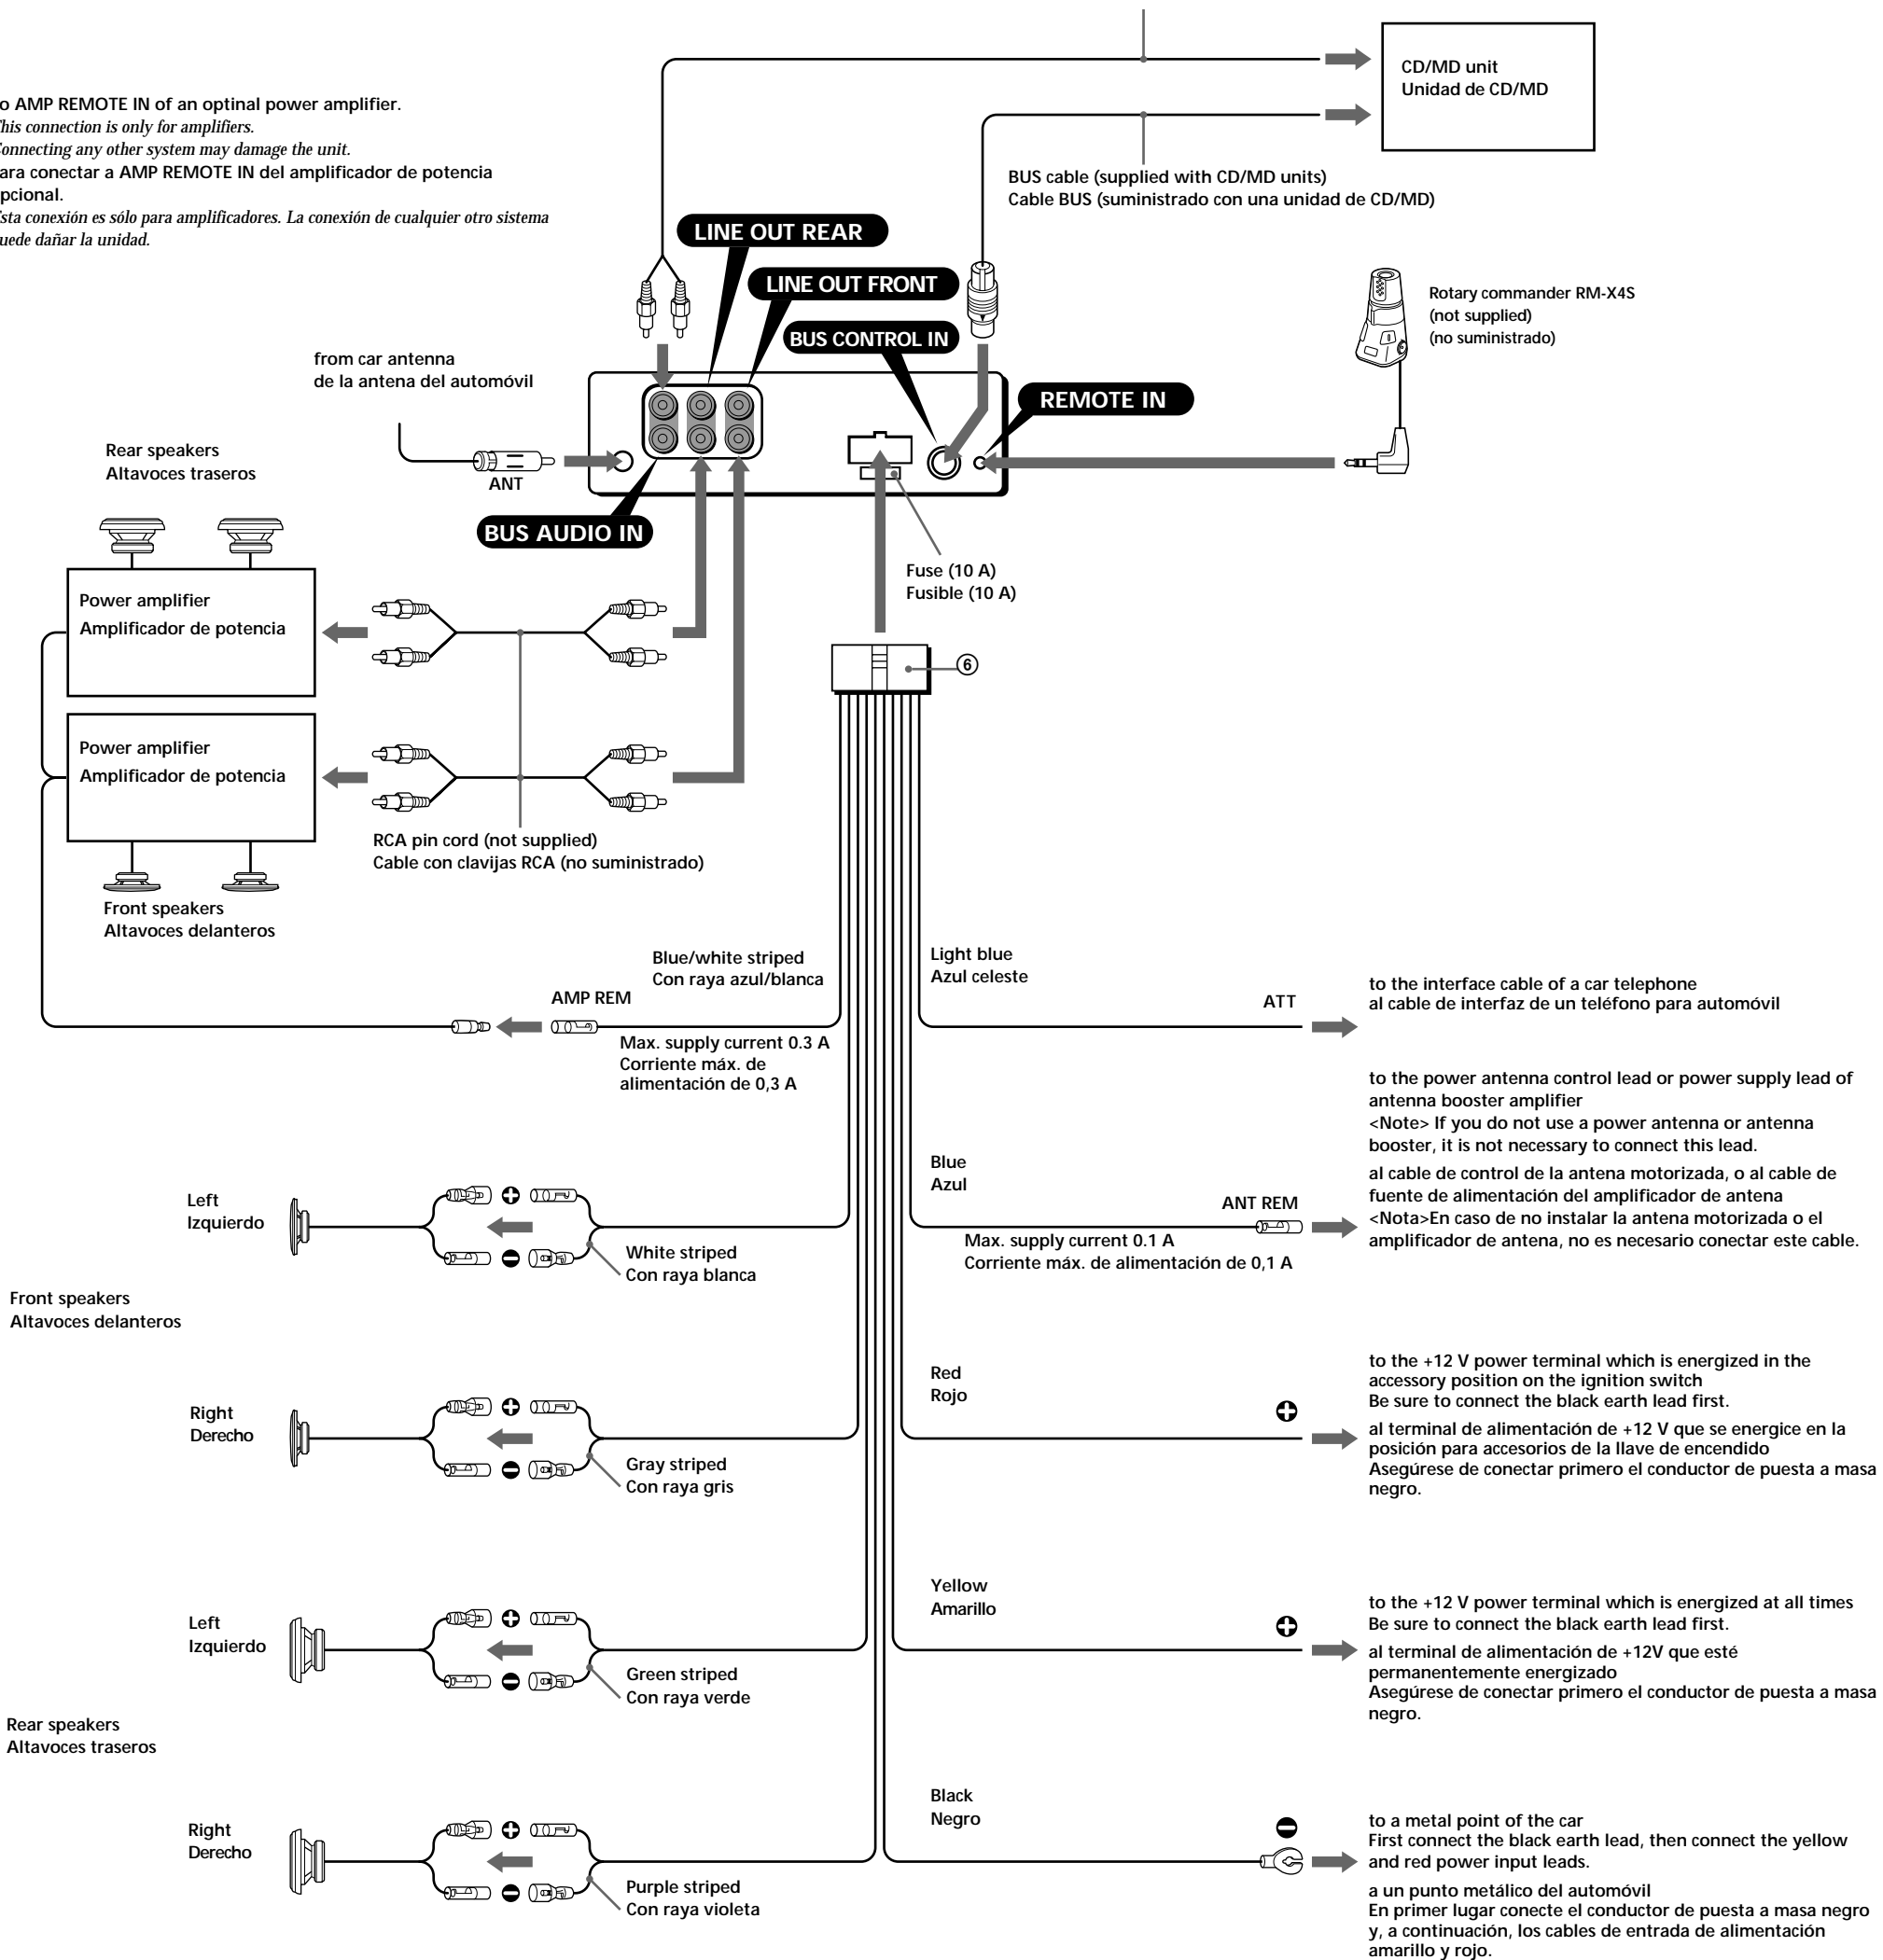 CD/MD unit
Unidad de CD/MD
o AMP REMOTE IN of an optinal power amplifier.
his connection is only for amplifiers.
onnecting any other system may damage the unit.
ara conectar a AMP REMOTE IN del amplificador de potencia
pcional.
sta conexión es sólo para amplificadores. La conexión de cualquier otro sistema
uede dañar la unidad.
BUS cable (supplied with CD/MD units)
Cable BUS (suministrado con una unidad de CD/MD)
LINE OUT REAR
LINE OUT FRONT
BUS CONTROL IN
Rotary commander RM-X4S
(not supplied)
(no suministrado)
from car antenna
de la antena del automóvil
REMOTE IN
Rear speakers
Altavoces traseros
ANT
BUS AUDIO IN
Fuse (10 A)
Fusible (10 A)
Power amplifier
Amplificador de potencia
6
Power amplifier
Amplificador de potencia
RCA pin cord (not supplied)
Cable con clavijas RCA (no suministrado)
Front speakers
Altavoces delanteros
Blue/white striped
Con raya azul/blanca
AMP REM
Max. supply current 0.3 A
Corriente máx. de
alimentación de 0,3 A
Light blue
Azul celeste
ATT
to the interface cable of a car telephone
al cable de interfaz de un teléfono para automóvil
to the power antenna control lead or power supply lead of
antenna booster amplifier
<Note> If you do not use a power antenna or antenna
booster, it is not necessary to connect this lead.
al cable de control de la antena motorizada, o al cable de
fuente de alimentación del amplificador de antena
<Nota>En caso de no instalar la antena motorizada o el
amplificador de antena, no es necesario conectar este cable.
Blue
Azul
ANT REM
Max. supply current 0.1 A
Corriente máx. de alimentación de 0,1 A
Left
Izquierdo
White striped
Con raya blanca
Front speakers
Altavoces delanteros
Right
Derecho
Gray striped
Con raya gris
Red
Rojo
to the +12 V power terminal which is energized in the
accessory position on the ignition switch
Be sure to connect the black earth lead first.
al terminal de alimentación de +12 V que se energice en la
posición para accesorios de la llave de encendido
Asegúrese de conectar primero el conductor de puesta a masa
negro.
Left
Izquierdo
Green striped
Con raya verde
Yellow
Amarillo
to the +12 V power terminal which is energized at all times
Be sure to connect the black earth lead first.
al terminal de alimentación de +12V que esté
permanentemente energizado
Asegúrese de conectar primero el conductor de puesta a masa
negro.
Rear speakers
Altavoces traseros
Right
Derecho
Purple striped
Con raya violeta
Black
Negro
to a metal point of the car
First connect the black earth lead, then connect the yellow
and red power input leads.
a un punto metálico del automóvil
En primer lugar conecte el conductor de puesta a masa negro
y, a continuación, los cables de entrada de alimentación
amarillo y rojo.